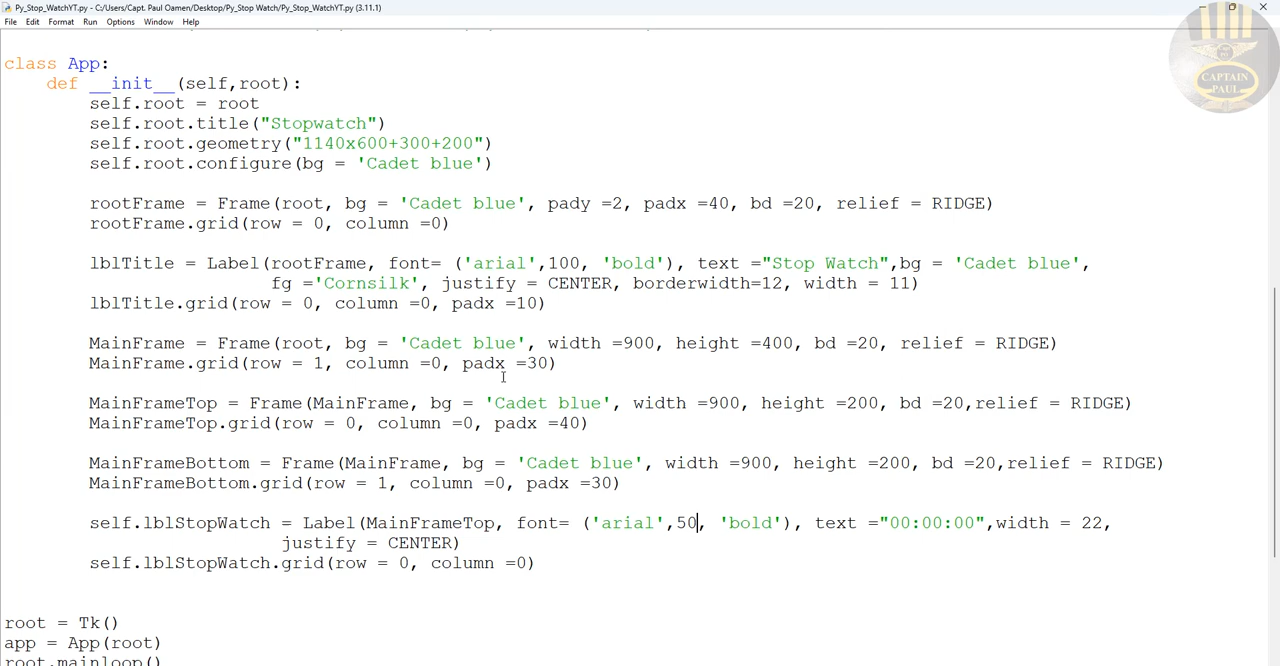 Py_Stop_WatchYT.py - C:/Users/Capt. Paul Oamen/Desktop/Py_Stop Watch/Py_Stop_WatchYT.py (3.11.1)
File Edit Format Run Options Window Help
CAPTAIN
PAUL
class App:
    def __init__(self,root):
        self.root = root
        self.root.title("Stopwatch")
        self.root.geometry("1140x600+300+200")
        self.root.configure(bg = 'Cadet blue')
        rootFrame = Frame(root, bg = 'Cadet blue', pady =2, padx =40, bd =20, relief = RIDGE)
        rootFrame.grid(row = 0, column =0)
        lblTitle = Label(rootFrame, font= ('arial',100, 'bold'), text ="Stop Watch",bg = 'Cadet blue',
                         fg ='Cornsilk', justify = CENTER, borderwidth=12, width = 11)
        lblTitle.grid(row = 0, column =0, padx =10)
        MainFrame = Frame(root, bg = 'Cadet blue', width =900, height =400, bd =20, relief = RIDGE)
        MainFrame.grid(row = 1, column =0, padx =30)
        MainFrameTop = Frame(MainFrame, bg = 'Cadet blue', width =900, height =200, bd =20,relief = RIDGE)
        MainFrameTop.grid(row = 0, column =0, padx =40)
        MainFrameBottom = Frame(MainFrame, bg = 'Cadet blue', width =900, height =200, bd =20,relief = RIDGE)
        MainFrameBottom.grid(row = 1, column =0, padx =30)
        self.lblStopWatch = Label(MainFrameTop, font= ('arial',50, 'bold'), text ="00:00:00",width = 22,
                          justify = CENTER)
        self.lblStopWatch.grid(row = 0, column =0)
root = Tk()
app = App(root)
root.mainloop()